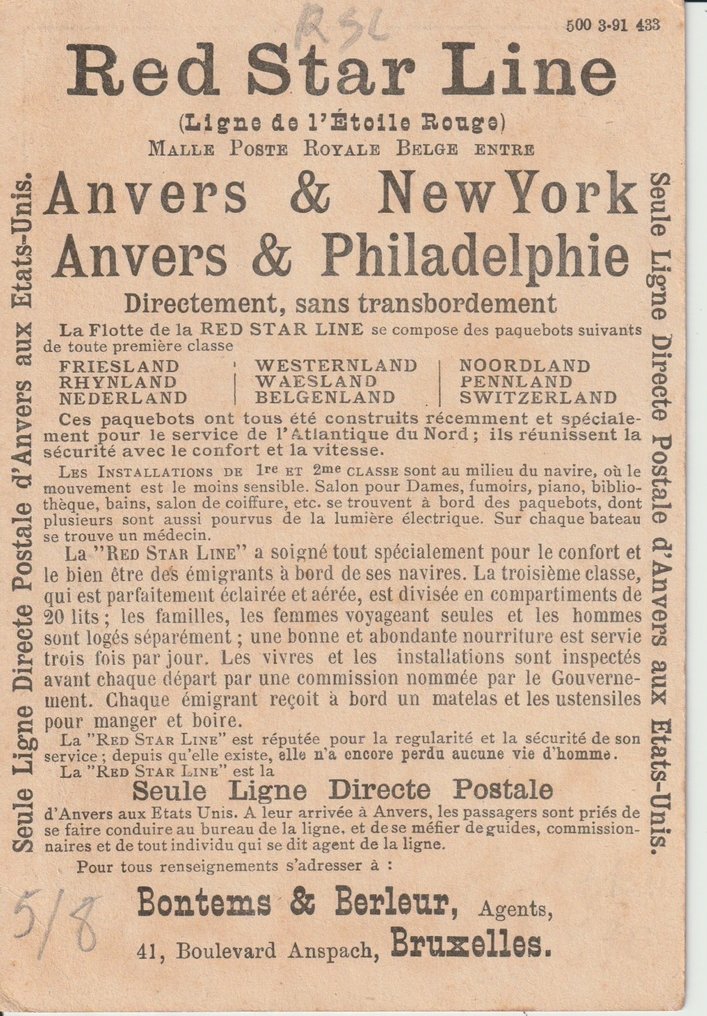 RSL
500 3-91 433
Red Star Line
(Ligne de l'Étoile Rouge)
MALLE POSTE ROYALE BELGE ENTRE
Anvers & New York
Anvers & Philadelphie
Directement, sans transbordement
La Flotte de la RED STAR LINE se compose des paquebots suivants
de toute première classe
FRIESLAND WESTERNLAND NOORDLAND
RHYNLAND WAESLAND PENNLAND
NEDERLAND BELGENLAND SWITZERLAND
Ces paquebots ont tous été construits récemment et spéciale-
ment pour le service de l'Atlantique du Nord ; ils réunissent la
sécurité avec le confort et la vitesse.
LES INSTALLATIONS DE 1re ET 2me CLASSE sont au milieu du navire, où le
mouvement est le moins sensible. Salon pour Dames, fumoirs, piano, biblio-
thèque, bains, salon de coiffure, etc. se trouvent à bord des paquebots, dont
plusieurs sont aussi pourvus de la lumière électrique. Sur chaque bateau
se trouve un médecin.
La "RED STAR LINE" a soigné tout spécialement pour le confort et
le bien être des émigrants à bord de ses navires. La troisième classe,
qui est parfaitement éclairée et aérée, est divisée en compartiments de
20 lits ; les familles, les femmes voyageant seules et les hommes
sont logés séparément ; une bonne et abondante nourriture est servie
trois fois par jour. Les vivres et les installations sont inspectés
avant chaque départ par une commission nommée par le Gouverne-
ment. Chaque émigrant reçoit à bord un matelas et les ustensiles
pour manger et boire.
La "RED STAR LINE" est réputée pour la regularité et la sécurité de son
service ; depuis qu'elle existe, elle n'a encore perdu aucune vie d'homme.
La "RED STAR LINE" est la
Seule Ligne Directe Postale
d'Anvers aux Etats Unis. A leur arrivée à Anvers, les passagers sont priés de
se faire conduire au bureau de la ligne, et de se méfier de guides, commission-
naires et de tout individu qui se dit agent de la ligne.
Pour tous renseignements s'adresser à :
Bontems & Berleur, Agents,
41, Boulevard Anspach, Bruxelles.
5/8
Seule Ligne Directe Postale d'Anvers aux Etats-Unis.
Seule Ligne Directe Postale d'Anvers aux Etats-Unis.